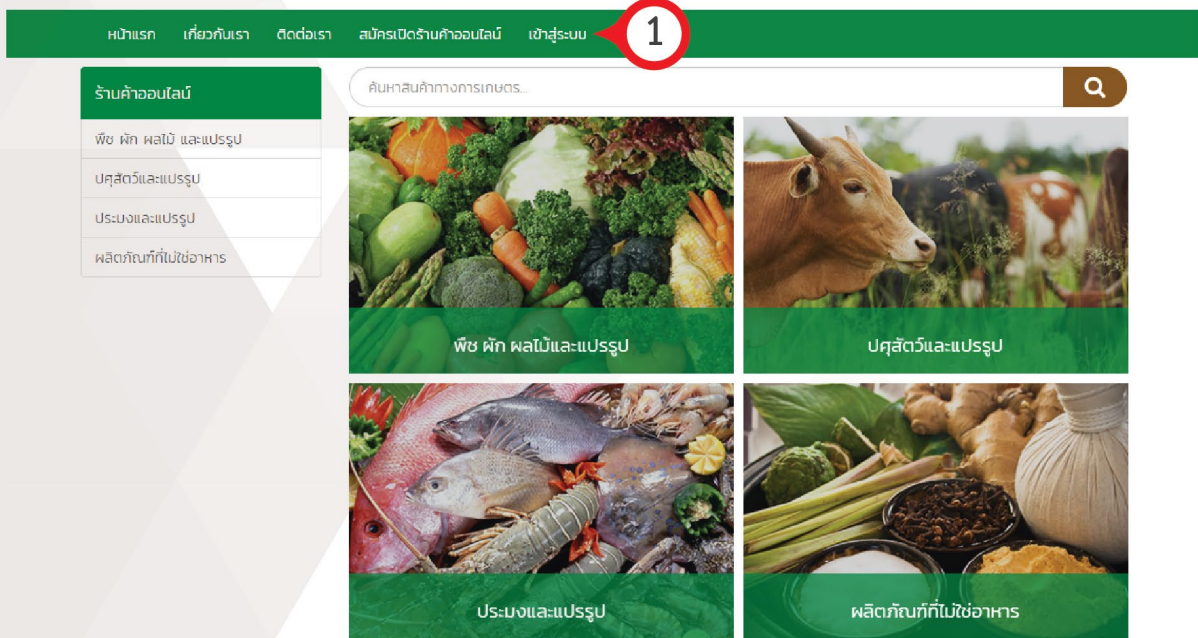 หน้าแรก เกี่ยวกับเรา ติดต่อเรา สมัครเปิดร้านค้าออนไลน์ เข้าสู่ระบบ 1
ร้านค้าออนไลน์
พืช ผัก ผลไม้ และแปรรูป
ปศุสัตว์และแปรรูป
ประมงและแปรรูป
ผลิตภัณฑ์ที่ไม่ใช่อาหาร
ค้นหาสินค้าทางการเกษตร...
พืช ผัก ผลไม้และแปรรูป
ปศุสัตว์และแปรรูป
ประมงและแปรรูป
ผลิตภัณฑ์ที่ไม่ใช่อาหาร